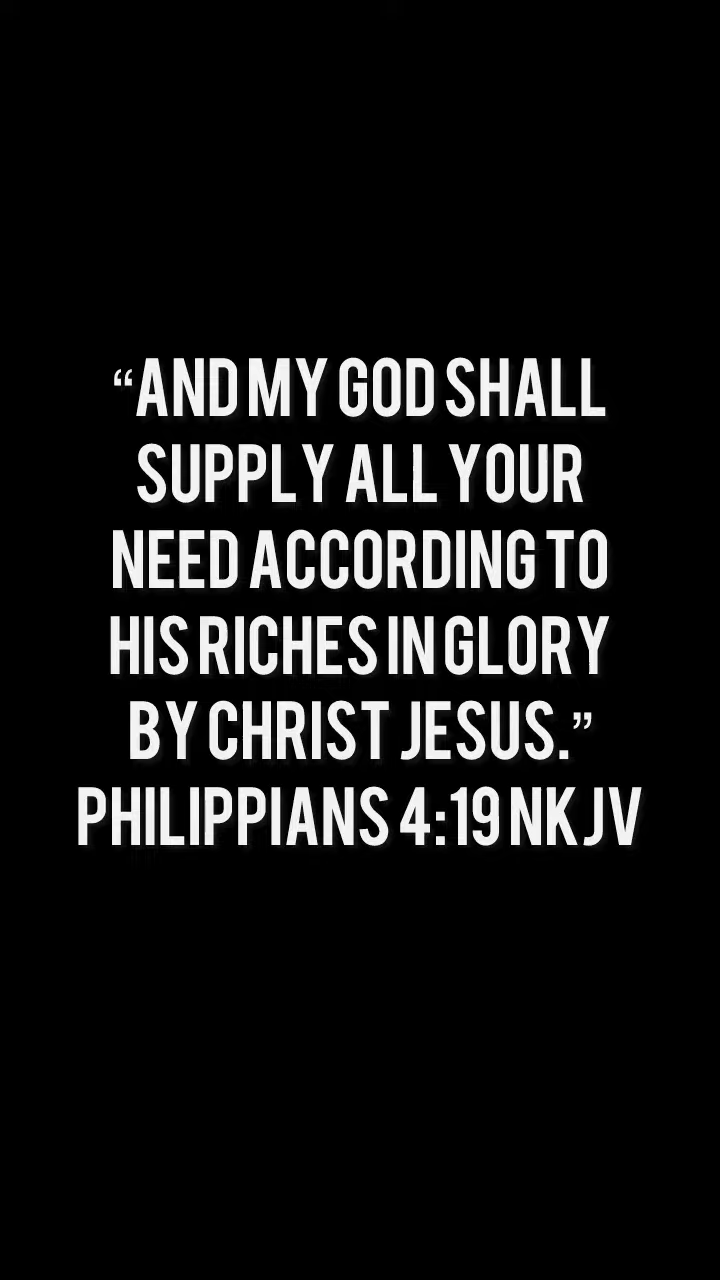 “AND MY GOD SHALL
SUPPLY ALL YOUR
NEED ACCORDING TO
HIS RICHES IN GLORY
BY CHRIST JESUS.”
PHILIPPIANS 4:19 NKJV